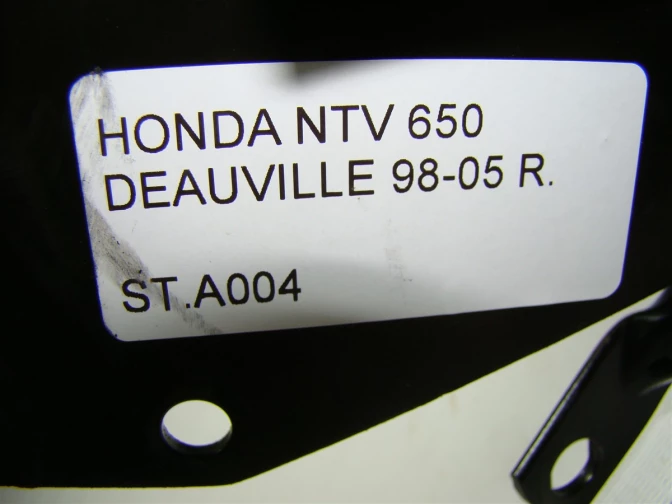 HONDA NTV 650
DEAUVILLE 98-05 R.
ST.A004